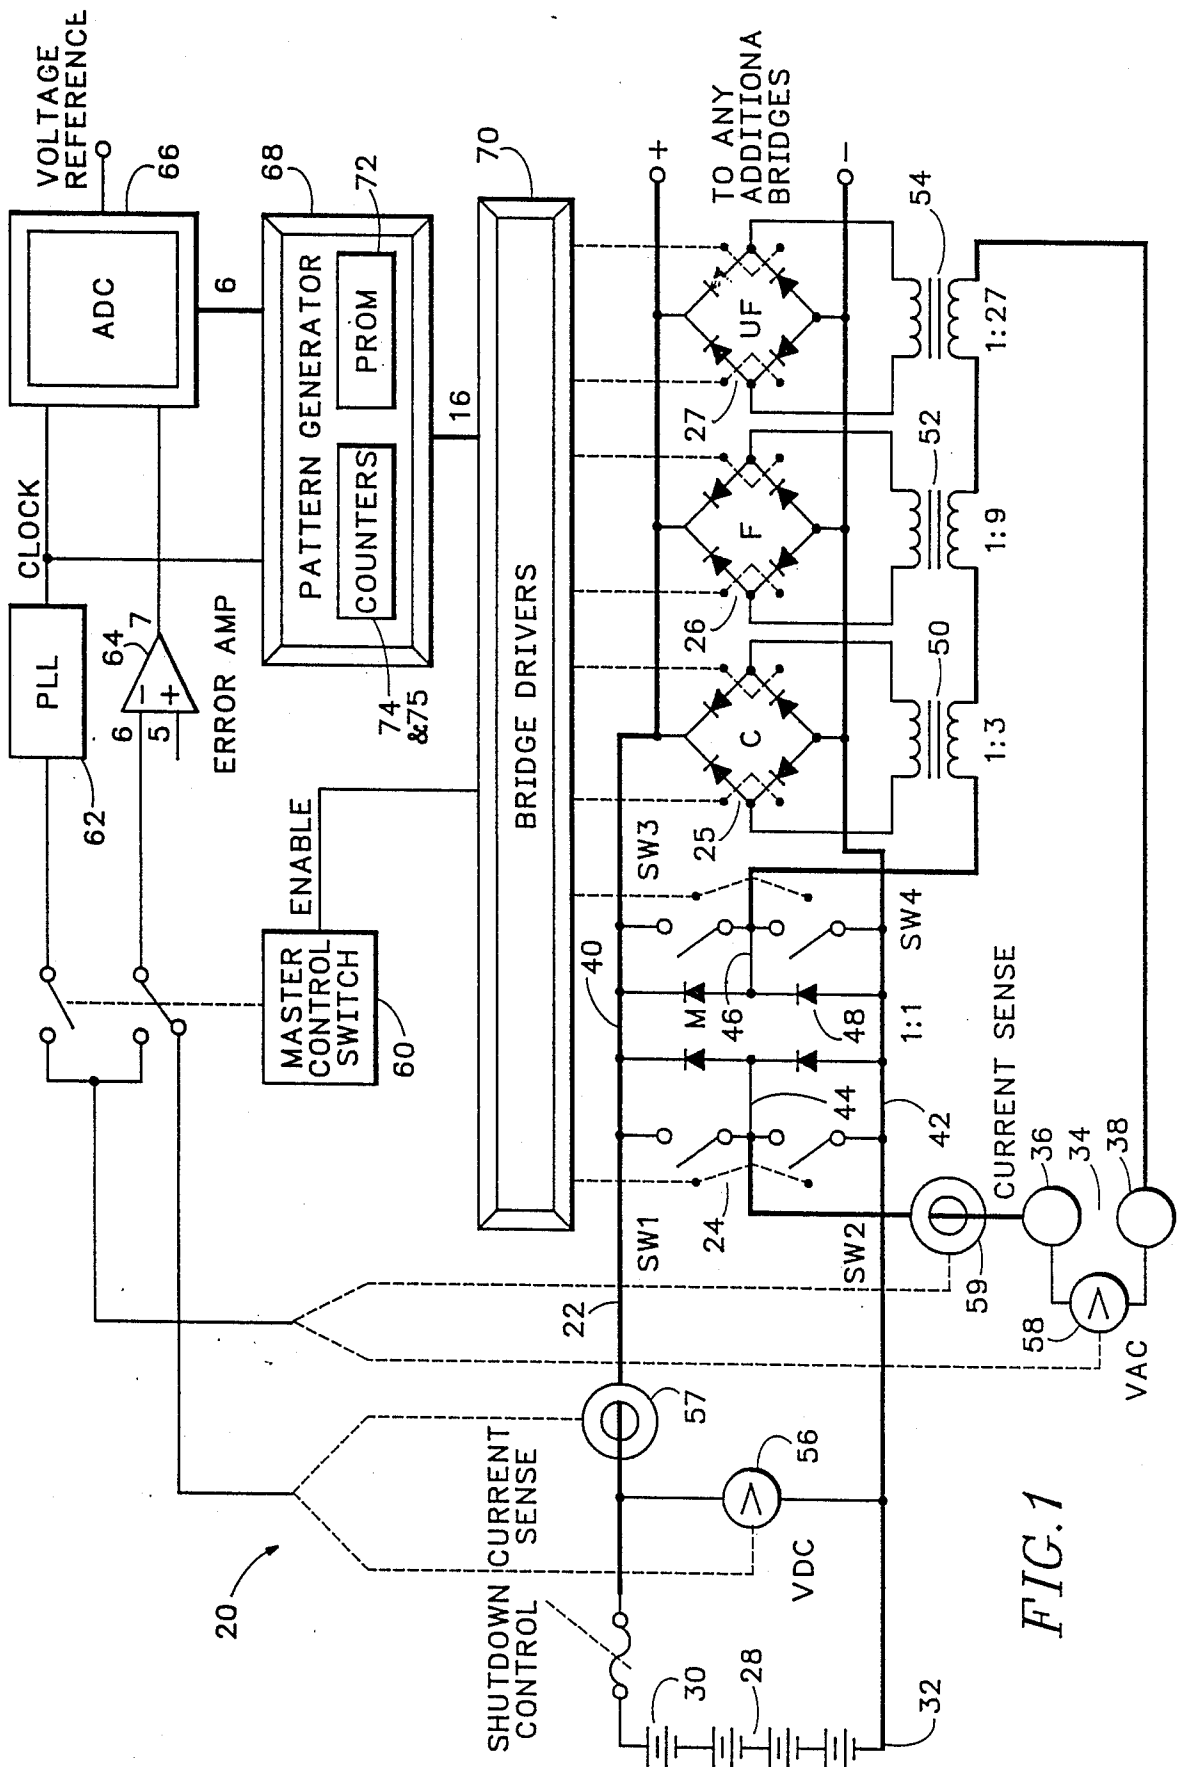 VOLTAGE
REFERENCE
66
ADC
CLOCK
PLL
62
6
5
64
7
ERROR AMP
6
68
72
PATTERN GENERATOR
PROM
COUNTERS
74
&75
16
70
BRIDGE DRIVERS
ENABLE
MASTER
CONTROL
SWITCH
60
20
SHUTDOWN
CONTROL
CURRENT
SENSE
57
22
40
SW1
SW3
24
M
46
44
48
SW2
SW4
1:1
42
25
C
26
F
27
UF
+
-
TO ANY
ADDITIONA
BRIDGES
50
52
54
1:3
1:9
1:27
30
28
32
V
56
VDC
59
CURRENT SENSE
36
34
38
V
58
VAC
-
+
FIG.1